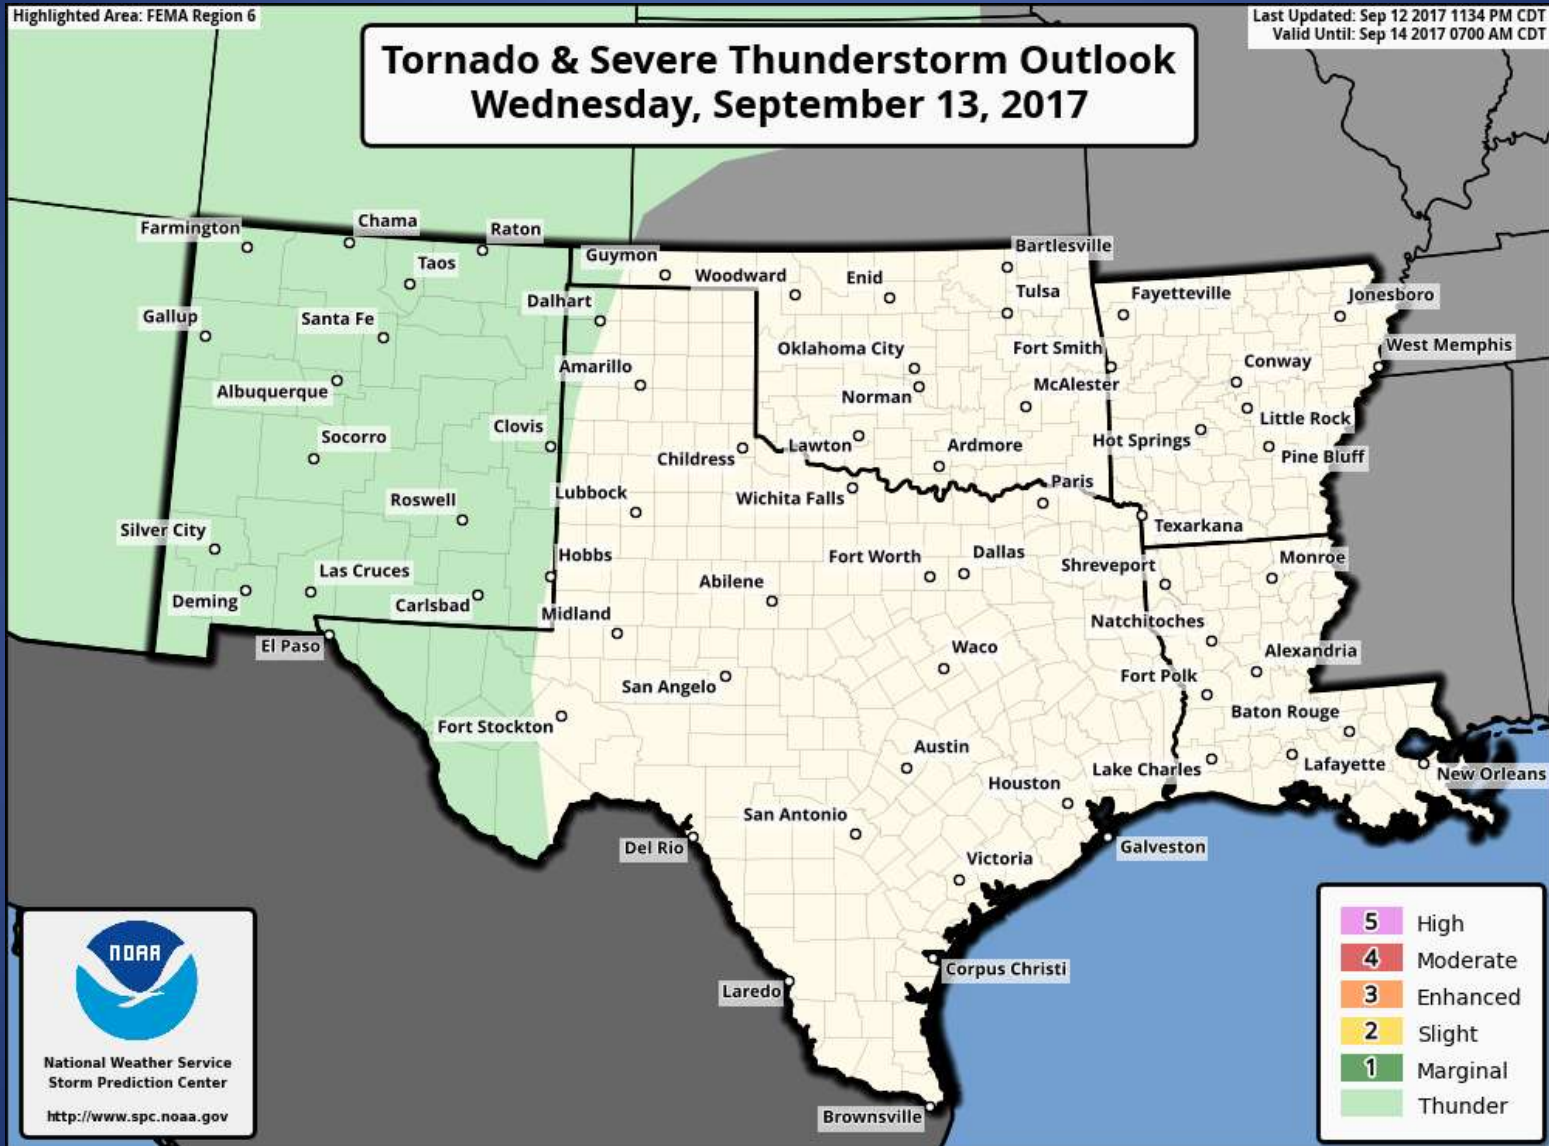 Highlighted Area: FEMA Region 6
Last Updated: Sep 12 2017 1134 PM CDT
Valid Until: Sep 14 2017 0700 AM CDT
Tornado & Severe Thunderstorm Outlook
Wednesday, September 13, 2017
Farmington
Chama
Raton
Taos
Guymon
Woodward
Enid
Bartlesville
Tulsa
Fayetteville
Jonesboro
Gallup
Santa Fe
Dalhart
Oklahoma City
Fort Smith
West Memphis
Albuquerque
Amarillo
Norman
McAlester
Conway
Socorro
Clovis
Childress
Lawton
Ardmore
Hot Springs
Little Rock
Pine Bluff
Roswell
Lubbock
Wichita Falls
Paris
Texarkana
Silver City
Las Cruces
Hobbs
Fort Worth
Dallas
Shreveport
Monroe
Deming
Carlsbad
Midland
Abilene
Natchitoches
El Paso
Waco
Alexandria
San Angelo
Fort Polk
Fort Stockton
Baton Rouge
Austin
Lake Charles
Lafayette
New Orleans
Houston
San Antonio
Del Rio
Galveston
Victoria
Corpus Christi
Laredo
Brownsville
NOAA
National Weather Service
Storm Prediction Center
http://www.spc.noaa.gov
5 High
4 Moderate
3 Enhanced
2 Slight
1 Marginal
Thunder